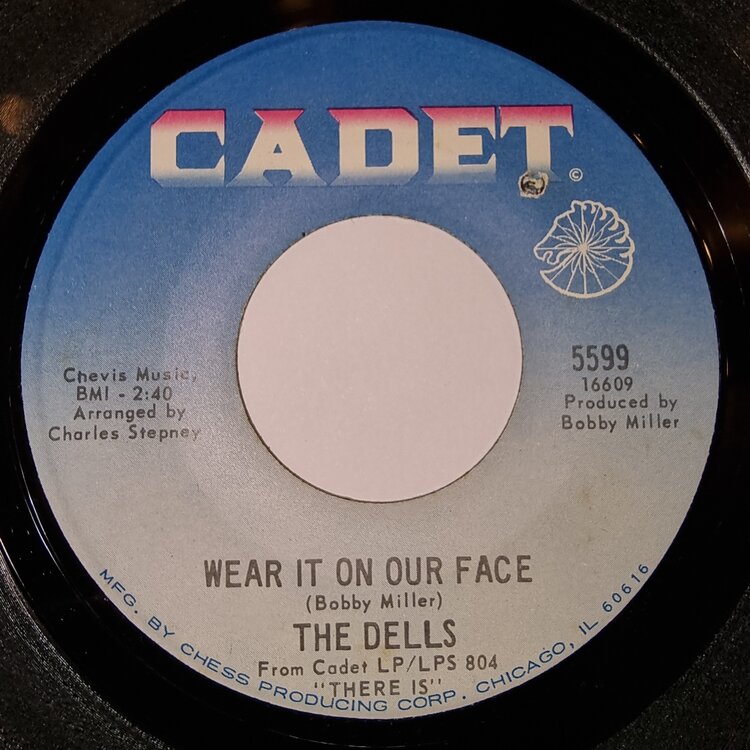 CADET ©
Chevis Music,
BMI - 2:40
Arranged by
Charles Stepney
5599
16609
Produced by
Bobby Miller
WEAR IT ON OUR FACE
(Bobby Miller)
THE DELLS
From Cadet LP/LPS 804
"THERE IS"
MFG. BY CHESS PRODUCING CORP. CHICAGO, IL 60616